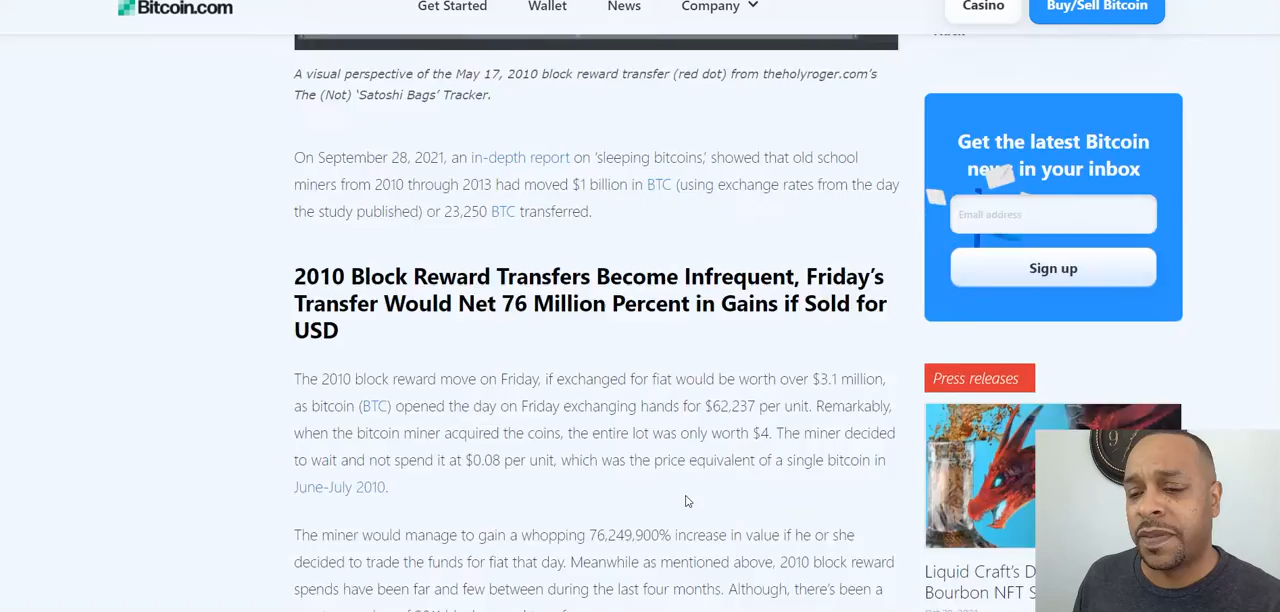 Bitcoin.com
Get Started
Wallet
News
Company
Casino
Buy/Sell Bitcoin
A visual perspective of the May 17, 2010 block reward transfer (red dot) from theholyroger.com's
The (Not) 'Satoshi Bags' Tracker.
On September 28, 2021, an in-depth report on 'sleeping bitcoins,' showed that old school
miners from 2010 through 2013 had moved $1 billion in BTC (using exchange rates from the day
the study published) or 23,250 BTC transferred.
2010 Block Reward Transfers Become Infrequent, Friday's
Transfer Would Net 76 Million Percent in Gains if Sold for
USD
The 2010 block reward move on Friday, if exchanged for fiat would be worth over $3.1 million,
as bitcoin (BTC) opened the day on Friday exchanging hands for $62,237 per unit. Remarkably,
when the bitcoin miner acquired the coins, the entire lot was only worth $4. The miner decided
to wait and not spend it at $0.08 per unit, which was the price equivalent of a single bitcoin in
June-July 2010.
The miner would manage to gain a whopping 76,249,900% increase in value if he or she
decided to trade the funds for fiat that day. Meanwhile as mentioned above, 2010 block reward
spends have been far and few between during the last four months. Although, there's been a
Get the latest Bitcoin
news in your inbox
Email address
Sign up
Press releases
Liquid Craft's D
Bourbon NFT S